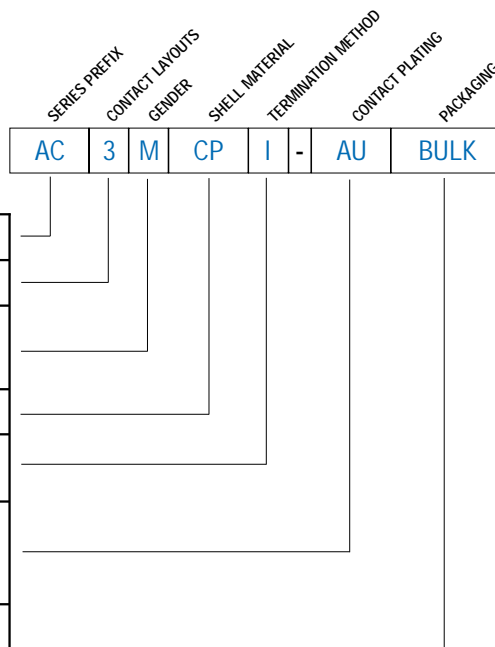 SERIES PREFIX
CONTACT LAYOUTS
GENDER
SHELL MATERIAL
TERMINATION METHOD
CONTACT PLATING
PACKAGING
AC 3 M CP I - AU BULK